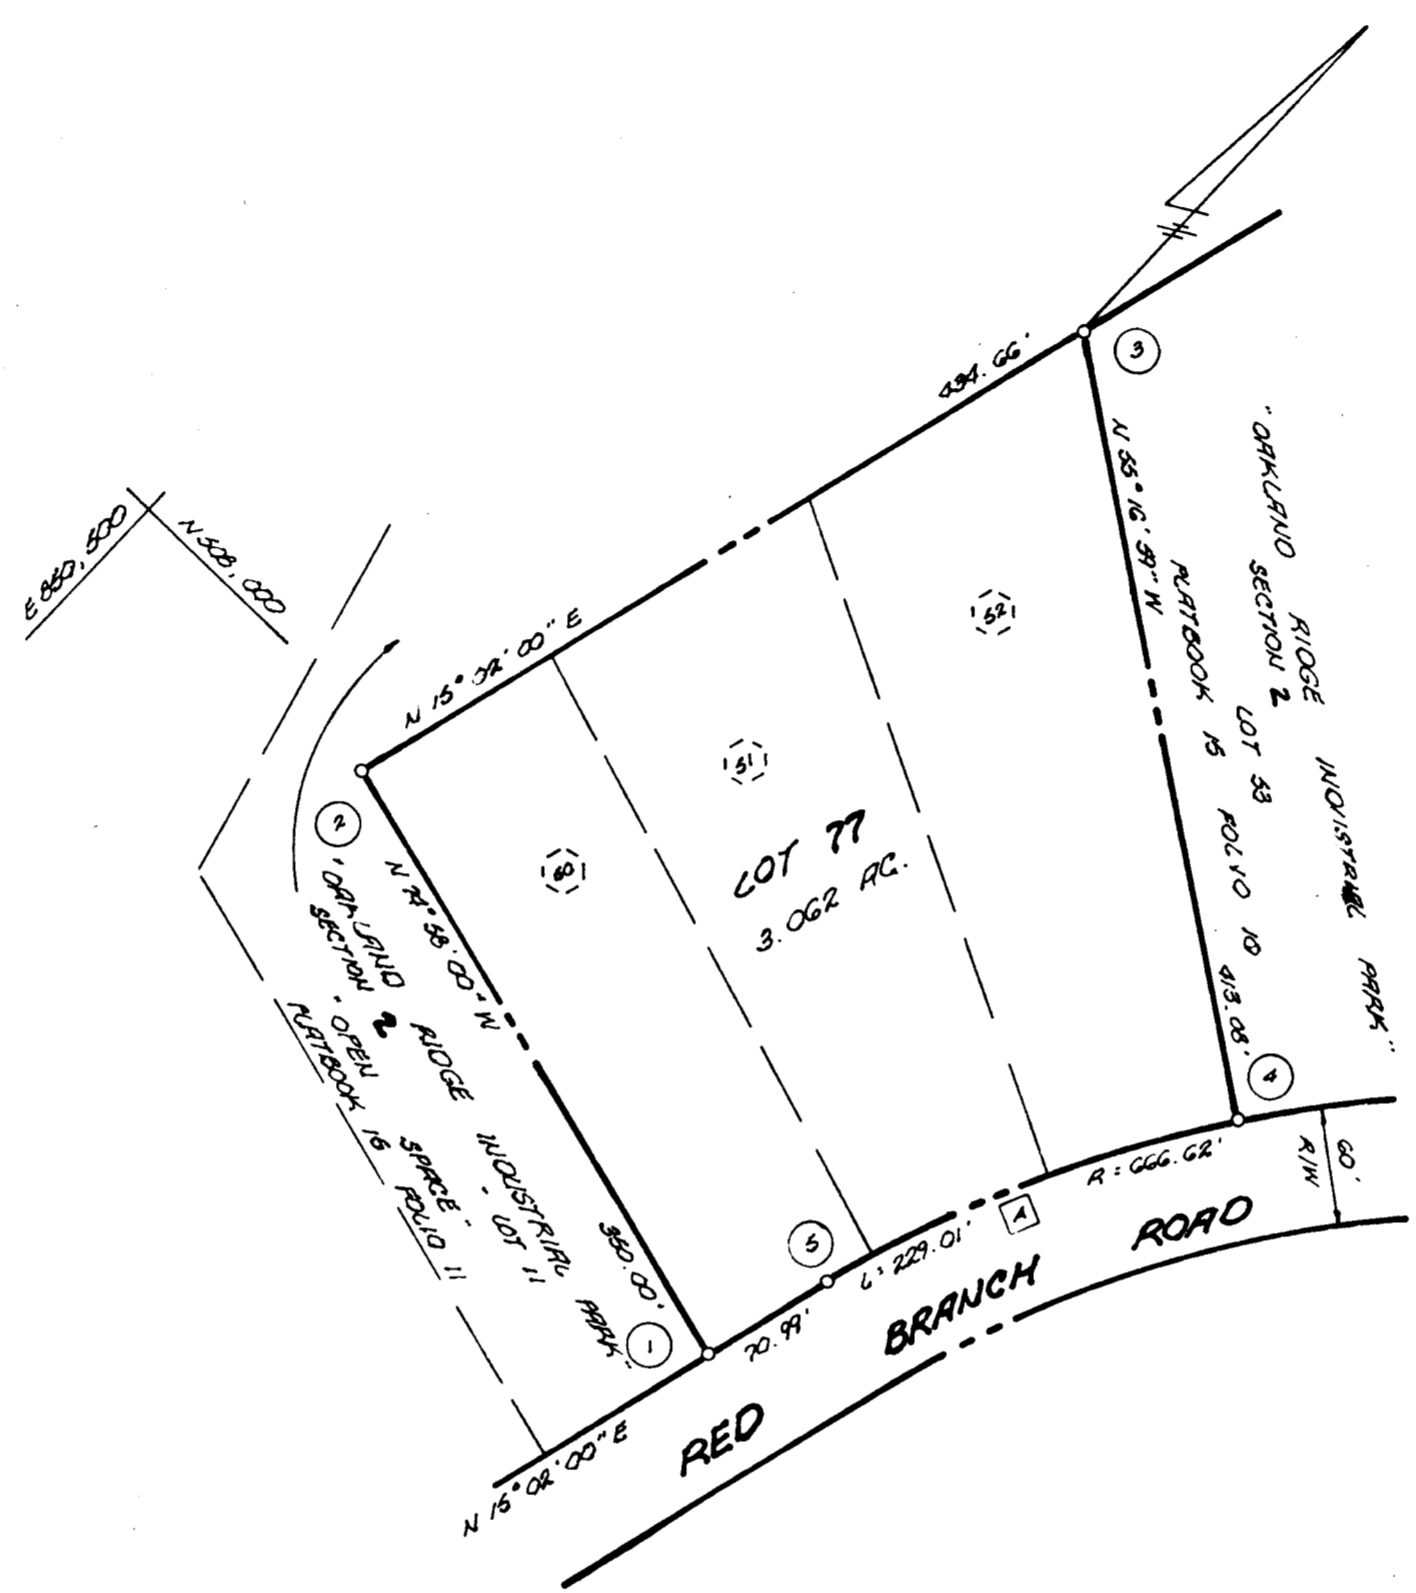 434.66'
3
E 850,500
N 508,000
N 15° 02' 00" E
N 55° 16' 59" W
413.08'
4
"OAKLAND RIDGE INDUSTRIAL PARK"
SECTION 2
LOT 53
PLATBOOK 15 FOLIO 10
52
51
60
LOT 77
3.062 AC.
2
N 74° 58' 00" W
350.00'
1
"OAKLAND RIDGE INDUSTRIAL PARK"
SECTION 2 · LOT 11
"OPEN SPACE"
PLATBOOK 16 FOLIO 11
5
70.99'
L= 229.01'
A
R = 666.62'
60'
R/W
RED BRANCH ROAD
N 15° 02' 00" E